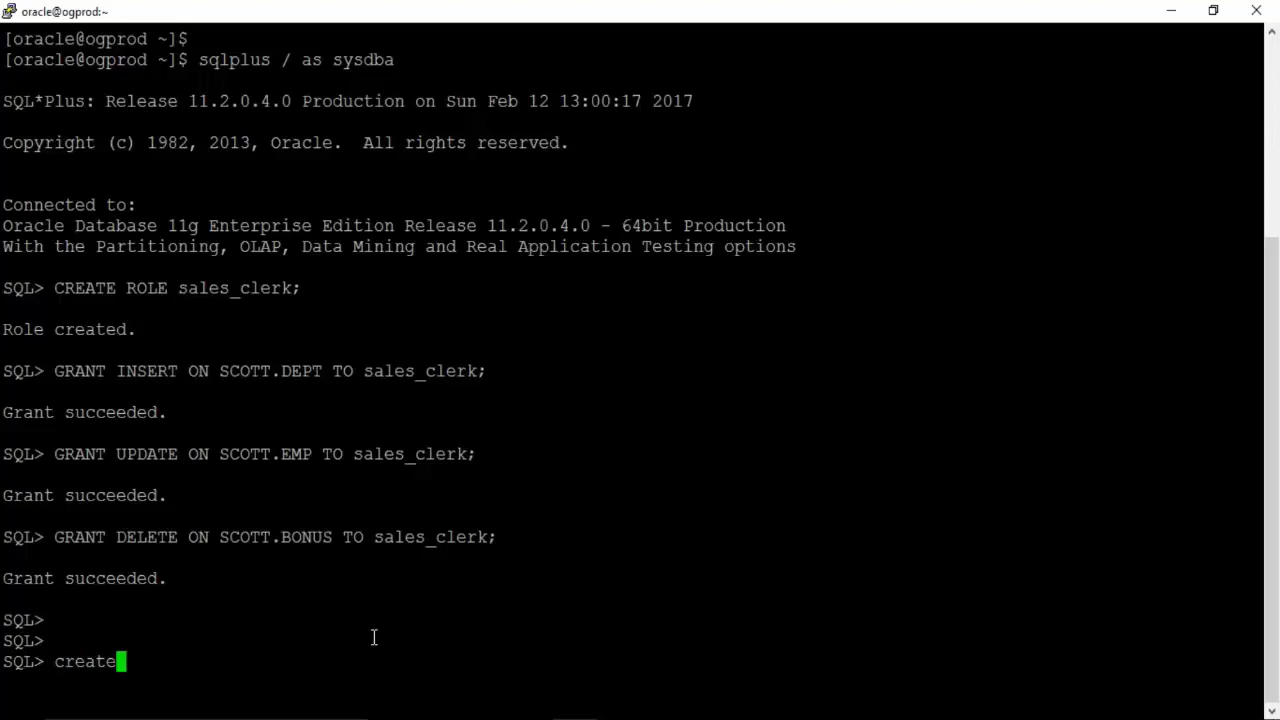 oracle@ogprod:~
[oracle@ogprod ~]$
[oracle@ogprod ~]$ sqlplus / as sysdba
SQL*Plus: Release 11.2.0.4.0 Production on Sun Feb 12 13:00:17 2017
Copyright (c) 1982, 2013, Oracle.  All rights reserved.
Connected to:
Oracle Database 11g Enterprise Edition Release 11.2.0.4.0 - 64bit Production
With the Partitioning, OLAP, Data Mining and Real Application Testing options
SQL> CREATE ROLE sales_clerk;
Role created.
SQL> GRANT INSERT ON SCOTT.DEPT TO sales_clerk;
Grant succeeded.
SQL> GRANT UPDATE ON SCOTT.EMP TO sales_clerk;
Grant succeeded.
SQL> GRANT DELETE ON SCOTT.BONUS TO sales_clerk;
Grant succeeded.
SQL>
SQL>
SQL> create